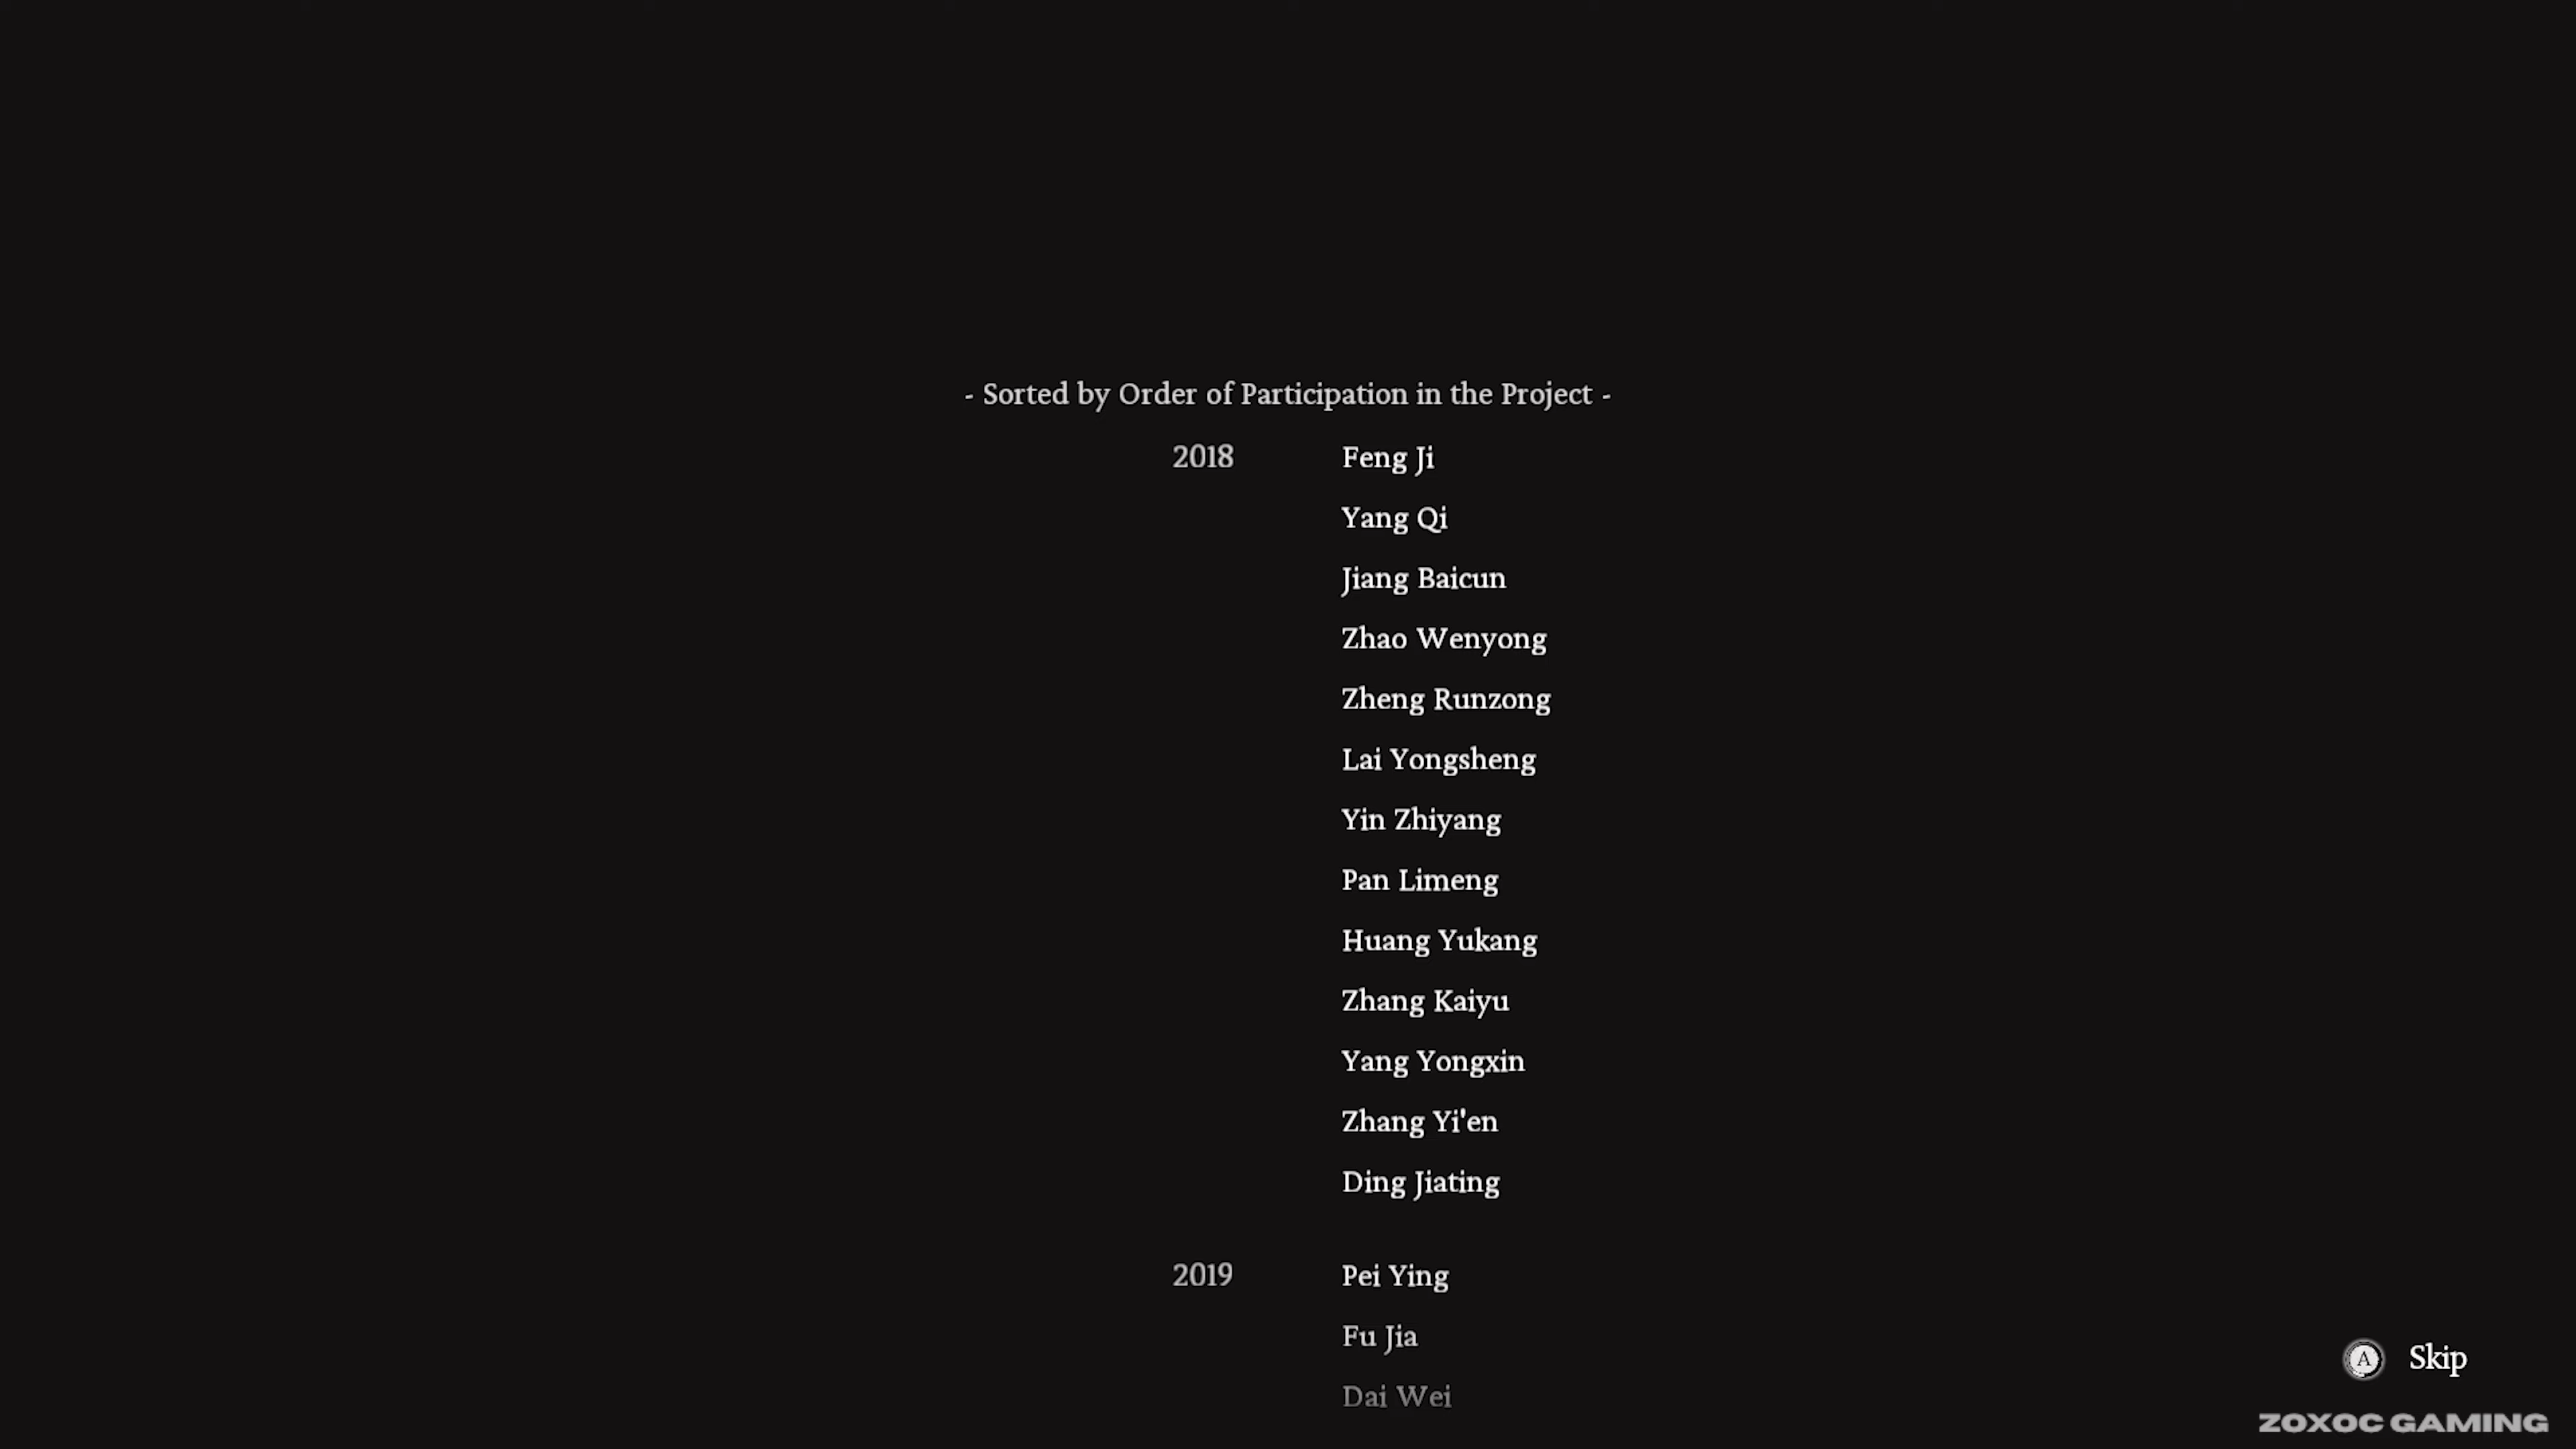 - Sorted by Order of Participation in the Project -
2018 Feng Ji
Yang Qi
Jiang Baicun
Zhao Wenyong
Zheng Runzong
Lai Yongsheng
Yin Zhiyang
Pan Limeng
Huang Yukang
Zhang Kaiyu
Yang Yongxin
Zhang Yi'en
Ding Jiating
2019 Pei Ying
Fu Jia
Dai Wei
A Skip
ZOXOC GAMING